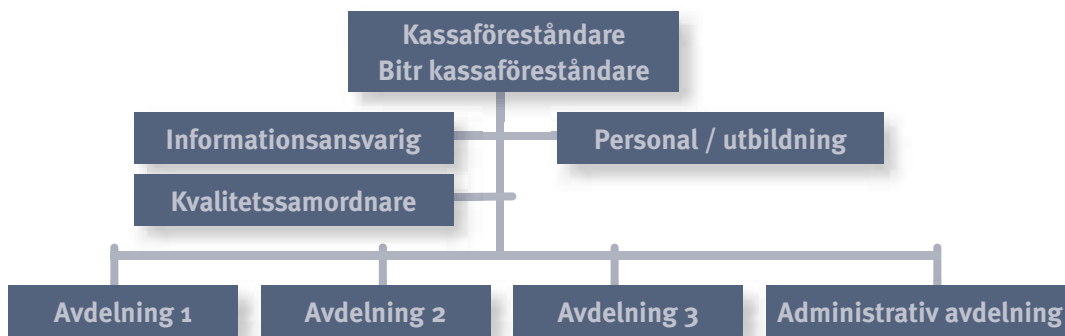 Kassaföreståndare
Bitr kassaföreståndare
Informationsansvarig
Personal / utbildning
Kvalitetssamordnare
Avdelning 1
Avdelning 2
Avdelning 3
Administrativ avdelning